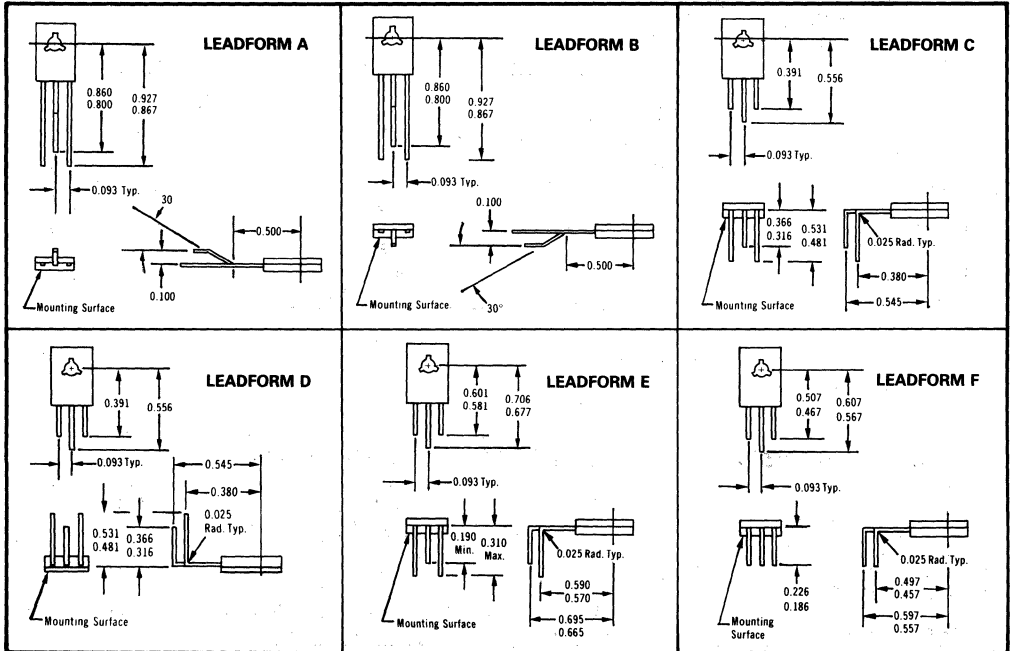 LEADFORM A
0.860
0.800
0.927
0.867
0.093 Typ.
30
0.500
0.100
Mounting Surface
LEADFORM B
0.860
0.800
0.927
0.867
0.093 Typ.
0.100
0.500
30°
Mounting Surface
LEADFORM C
0.391
0.556
0.093 Typ.
0.366
0.316
0.531
0.481
0.025 Rad. Typ.
0.380
0.545
Mounting Surface
LEADFORM D
0.391
0.556
0.093 Typ.
0.545
0.380
0.025
Rad. Typ.
0.531
0.481
0.366
0.316
Mounting Surface
LEADFORM E
0.601
0.581
0.706
0.677
0.093 Typ.
0.190
Min.
0.310
Max.
0.025 Rad. Typ.
0.590
0.570
0.695
0.665
Mounting Surface
LEADFORM F
0.507
0.467
0.607
0.567
0.093 Typ.
0.025 Rad. Typ.
0.226
0.186
0.497
0.457
0.597
0.557
Mounting
Surface